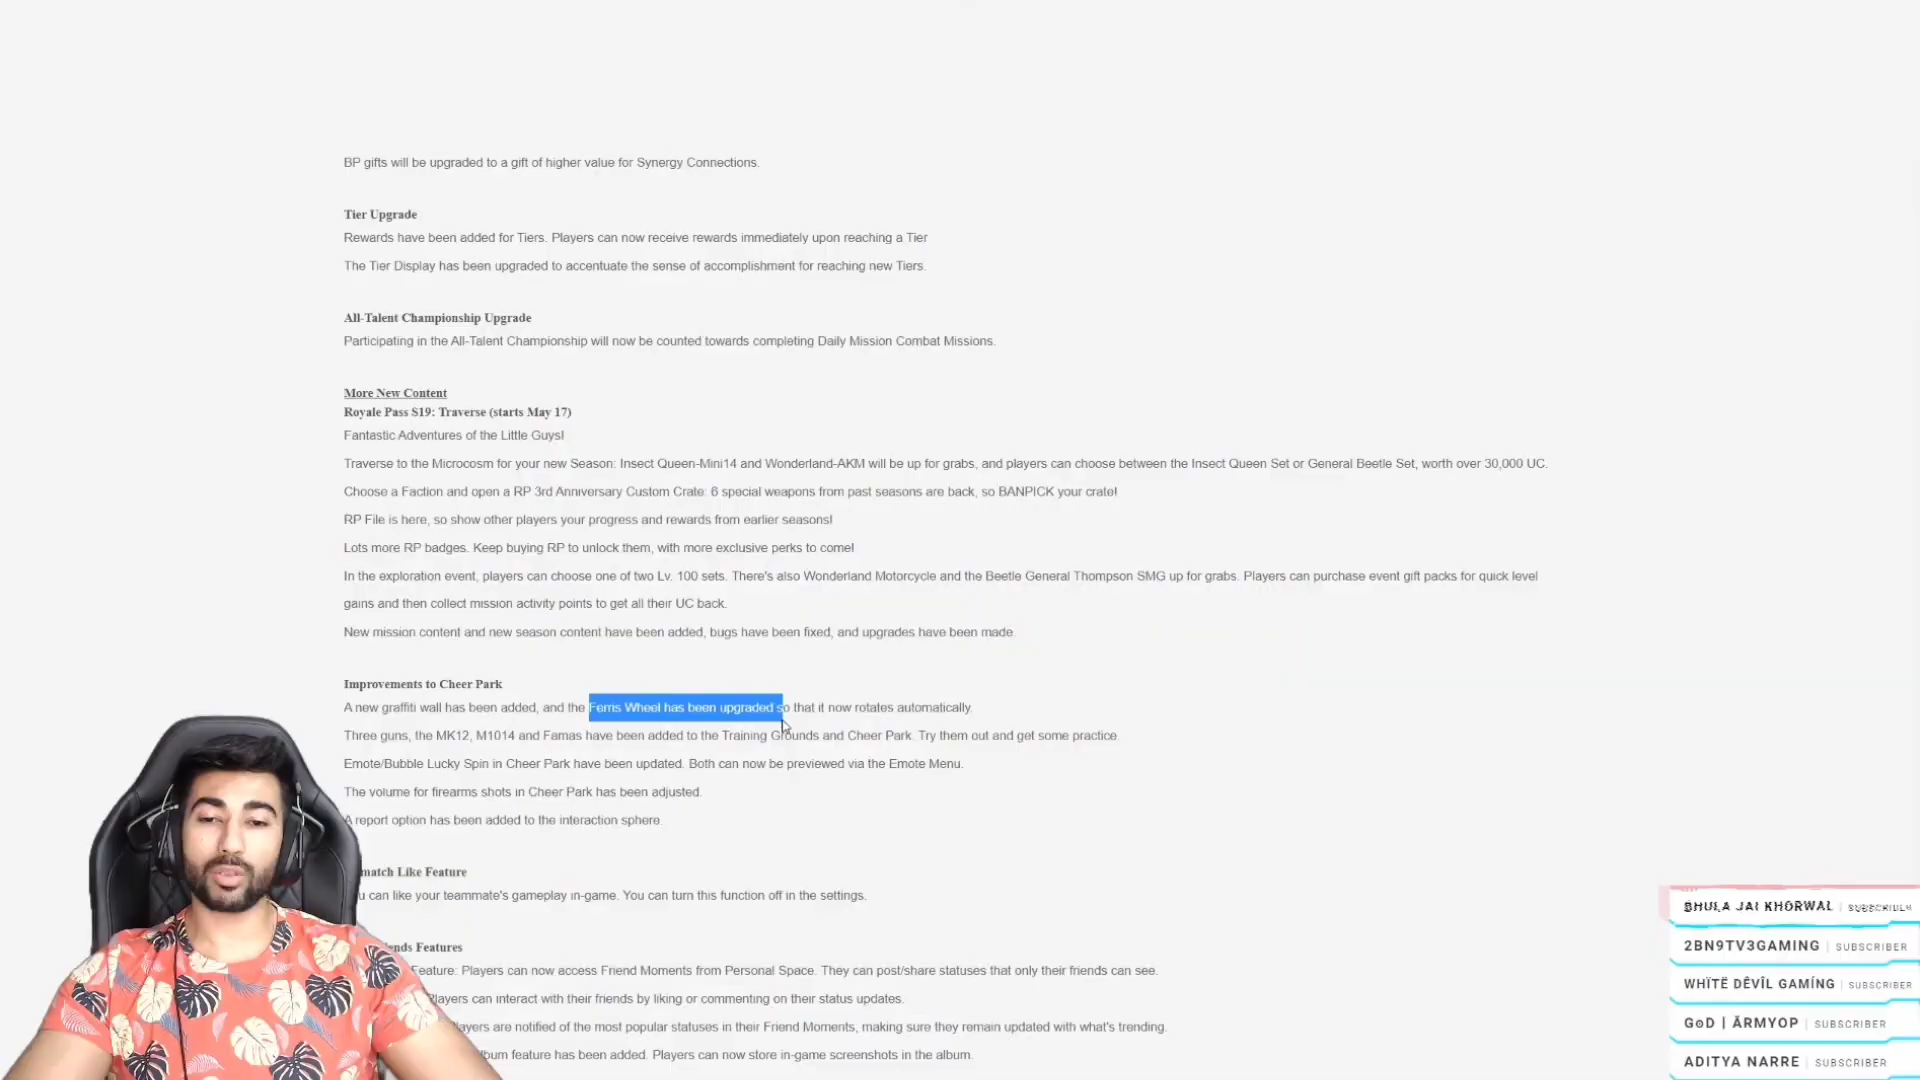 BP gifts will be upgraded to a gift of higher value for Synergy Connections.
Tier Upgrade
Rewards have been added for Tiers. Players can now receive rewards immediately upon reaching a Tier
The Tier Display has been upgraded to accentuate the sense of accomplishment for reaching new Tiers.
All-Talent Championship Upgrade
Participating in the All-Talent Championship will now be counted towards completing Daily Mission Combat Missions.
More New Content
Royale Pass S19: Traverse (starts May 17)
Fantastic Adventures of the Little Guys!
Traverse to the Microcosm for your new Season: Insect Queen-Mini14 and Wonderland-AKM will be up for grabs, and players can choose between the Insect Queen Set or General Beetle Set, worth over 30,000 UC.
Choose a Faction and open a RP 3rd Anniversary Custom Crate: 6 special weapons from past seasons are back, so BANPICK your crate!
RP File is here, so show other players your progress and rewards from earlier seasons!
Lots more RP badges. Keep buying RP to unlock them, with more exclusive perks to come!
In the exploration event, players can choose one of two Lv. 100 sets. There's also Wonderland Motorcycle and the Beetle General Thompson SMG up for grabs. Players can purchase event gift packs for quick level
gains and then collect mission activity points to get all their UC back.
New mission content and new season content have been added, bugs have been fixed, and upgrades have been made.
Improvements to Cheer Park
A new graffiti wall has been added, and the Ferris Wheel has been upgraded so that it now rotates automatically.
Three guns, the MK12, M1014 and Famas have been added to the Training Grounds and Cheer Park. Try them out and get some practice.
Emote/Bubble Lucky Spin in Cheer Park have been updated. Both can now be previewed via the Emote Menu.
The volume for firearms shots in Cheer Park has been adjusted.
A report option has been added to the interaction sphere.
match Like Feature
can like your teammate's gameplay in-game. You can turn this function off in the settings.
Features
Feature: Players can now access Friend Moments from Personal Space. They can post/share statuses that only their friends can see.
Players can interact with their friends by liking or commenting on their status updates.
are notified of the most popular statuses in their Friend Moments, making sure they remain updated with what's trending.
feature has been added. Players can now store in-game screenshots in the album.
BHULA JAI KHORWAL | SUBSCRIBER
2BN9TV3GAMING | SUBSCRIBER
WHÏTË DÊVÎL GAMÍNG | SUBSCRIBER
GøD | ĀRMYOP | SUBSCRIBER
ADITYA NARRE | SUBSCRIBER